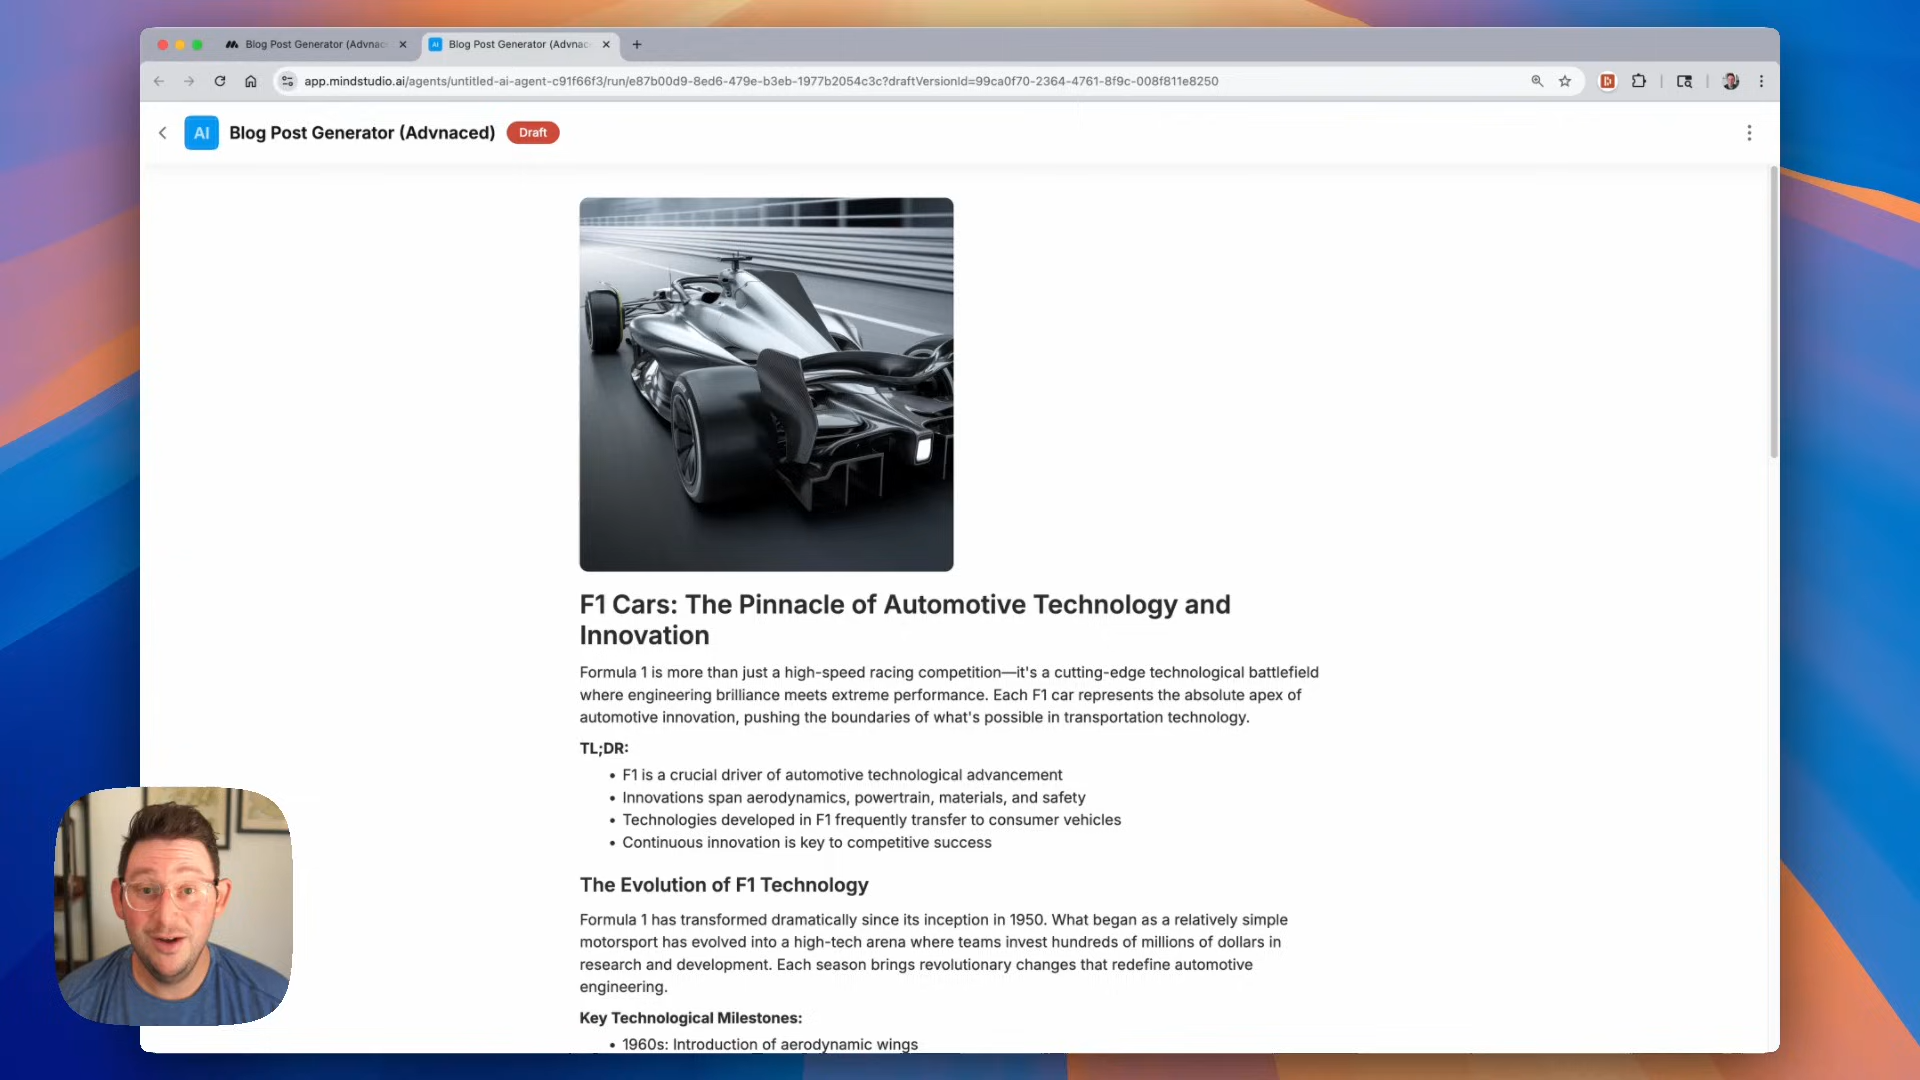 Blog Post Generator (Advnac
Blog Post Generator (Advnac
app.mindstudio.ai/agents/untitled-ai-agent-c91f66f3/run/e87b00d9-8ed6-479e-b3eb-1977b2054c3c?draftVersionId=99ca0f70-2364-4761-8f9c-008f811e8250
AI Blog Post Generator (Advnaced) Draft
F1 Cars: The Pinnacle of Automotive Technology and
Innovation
Formula 1 is more than just a high-speed racing competition—it's a cutting-edge technological battlefield
where engineering brilliance meets extreme performance. Each F1 car represents the absolute apex of
automotive innovation, pushing the boundaries of what's possible in transportation technology.
TL;DR:
• F1 is a crucial driver of automotive technological advancement
• Innovations span aerodynamics, powertrain, materials, and safety
• Technologies developed in F1 frequently transfer to consumer vehicles
• Continuous innovation is key to competitive success
The Evolution of F1 Technology
Formula 1 has transformed dramatically since its inception in 1950. What began as a relatively simple
motorsport has evolved into a high-tech arena where teams invest hundreds of millions of dollars in
research and development. Each season brings revolutionary changes that redefine automotive
engineering.
Key Technological Milestones:
• 1960s: Introduction of aerodynamic wings